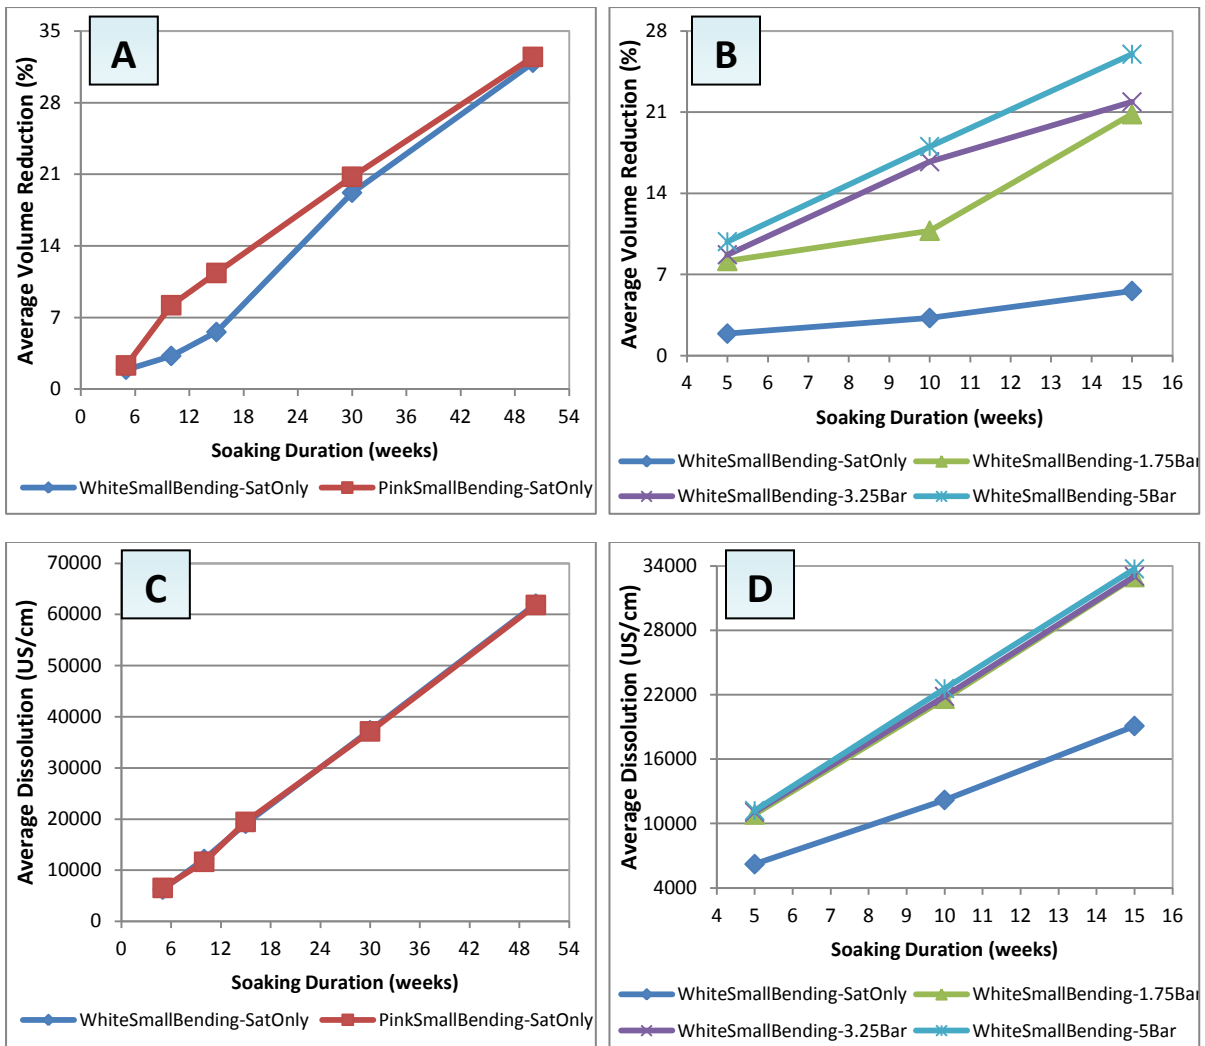 A
Average Volume Reduction (%)
35
28
21
14
7
0
0 6 12 18 24 30 36 42 48 54
Soaking Duration (weeks)
WhiteSmallBending-SatOnly PinkSmallBending-SatOnly
B
Average Volume Reduction (%)
28
21
14
7
0
4 5 6 7 8 9 10 11 12 13 14 15 16
Soaking Duration (weeks)
WhiteSmallBending-SatOnly WhiteSmallBending-1.75Bar
WhiteSmallBending-3.25Bar WhiteSmallBending-5Bar
C
Average Dissolution (US/cm)
70000
60000
50000
40000
30000
20000
10000
0
0 6 12 18 24 30 36 42 48 54
Soaking Duration (weeks)
WhiteSmallBending-SatOnly PinkSmallBending-SatOnly
D
Average Dissolution (US/cm)
34000
28000
22000
16000
10000
4000
4 5 6 7 8 9 10 11 12 13 14 15 16
Soaking Duration (weeks)
WhiteSmallBending-SatOnly WhiteSmallBending-1.75Bar
WhiteSmallBending-3.25Bar WhiteSmallBending-5Bar